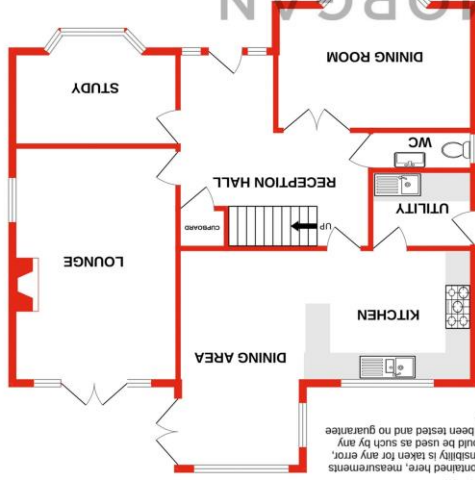 ontained here, measurements
nsibility is taken for any error,
ould be used as such by any
been tested and no guarantee
DINING AREA
KITCHEN
LOUNGE
UP
CUPBOARD
UTILITY
RECEPTION HALL
WC
STUDY
DINING ROOM
ORGAN